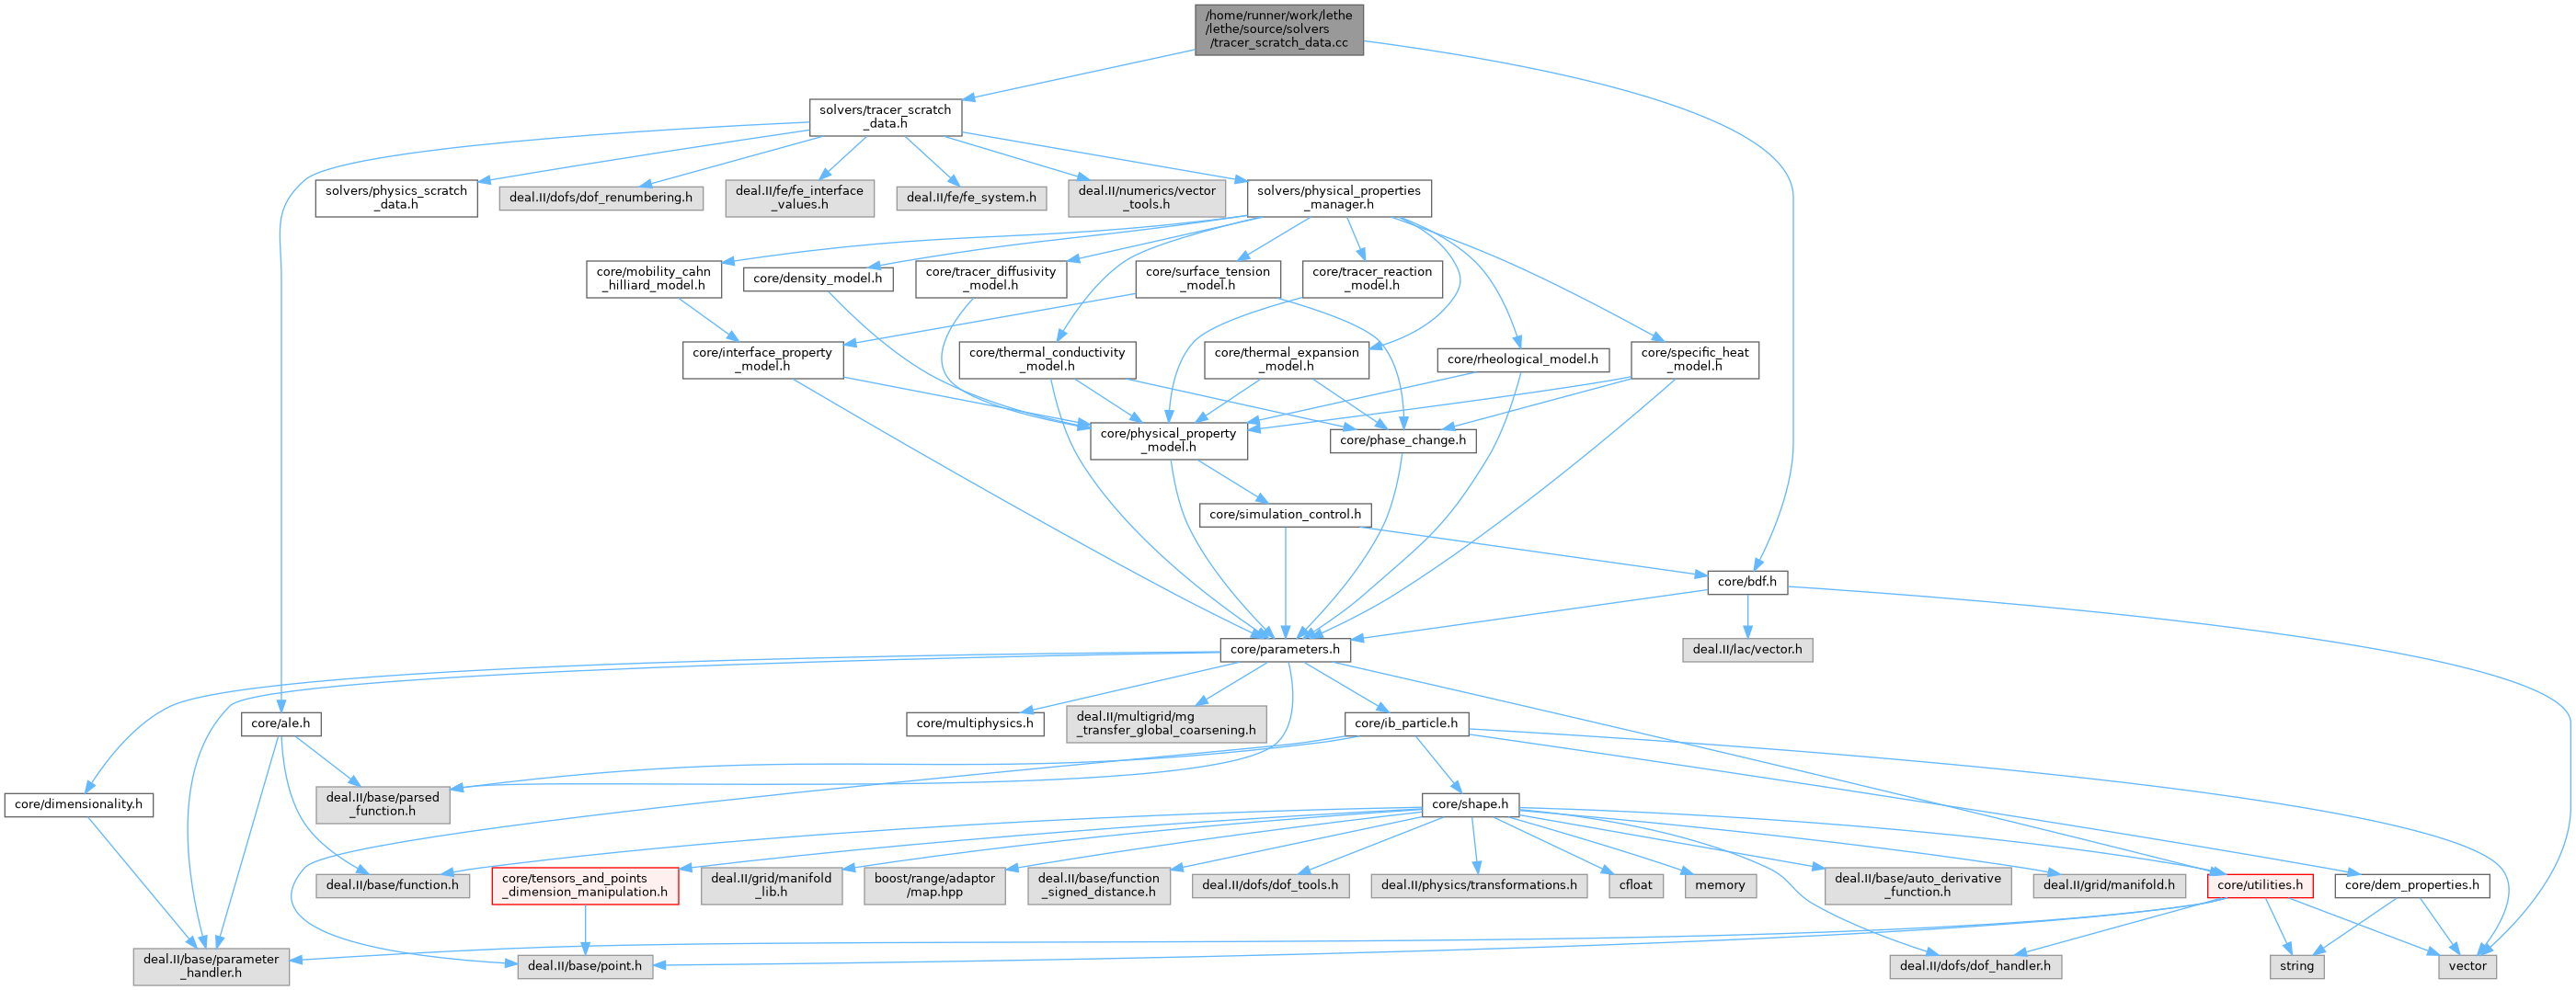 /home/runner/work/lethe
/lethe/source/solvers
/tracer_scratch_data.cc
solvers/tracer_scratch
_data.h
solvers/physics_scratch
_data.h
deal.II/dofs/dof_renumbering.h
deal.II/fe/fe_interface
_values.h
deal.II/fe/fe_system.h
deal.II/numerics/vector
_tools.h
solvers/physical_properties
_manager.h
core/mobility_cahn
_hilliard_model.h
core/density_model.h
core/tracer_diffusivity
_model.h
core/surface_tension
_model.h
core/tracer_reaction
_model.h
core/interface_property
_model.h
core/thermal_conductivity
_model.h
core/thermal_expansion
_model.h
core/rheological_model.h
core/specific_heat
_model.h
core/physical_property
_model.h
core/phase_change.h
core/simulation_control.h
core/bdf.h
core/parameters.h
deal.II/lac/vector.h
core/ale.h
core/multiphysics.h
deal.II/multigrid/mg
_transfer_global_coarsening.h
core/ib_particle.h
core/dimensionality.h
deal.II/base/parsed
_function.h
core/shape.h
deal.II/base/function.h
core/tensors_and_points
_dimension_manipulation.h
deal.II/grid/manifold
_lib.h
boost/range/adaptor
/map.hpp
deal.II/base/function
_signed_distance.h
deal.II/dofs/dof_tools.h
deal.II/physics/transformations.h
cfloat
memory
deal.II/base/auto_derivative
_function.h
deal.II/grid/manifold.h
core/utilities.h
core/dem_properties.h
deal.II/base/parameter
_handler.h
deal.II/base/point.h
deal.II/dofs/dof_handler.h
string
vector